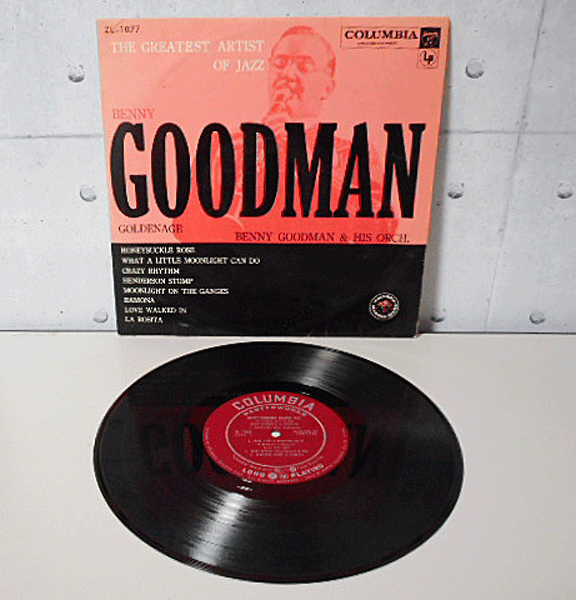 ZL-1077
THE GREATEST ARTIST
OF JAZZ
COLUMBIA
Lp
BENNY
GOODMAN
GOLDENAGE
BENNY GOODMAN & HIS ORCH.
HONEYSUCKLE ROSE
WHAT A LITTLE MOONLIGHT CAN DO
CRAZY RHYTHM
HENDERSON STUMP
MOONLIGHT ON THE GANGES
RAMONA
LOVE WALKED IN
LA ROSITA
COLUMBIA
MASTERWORKS
LONG PLAYING